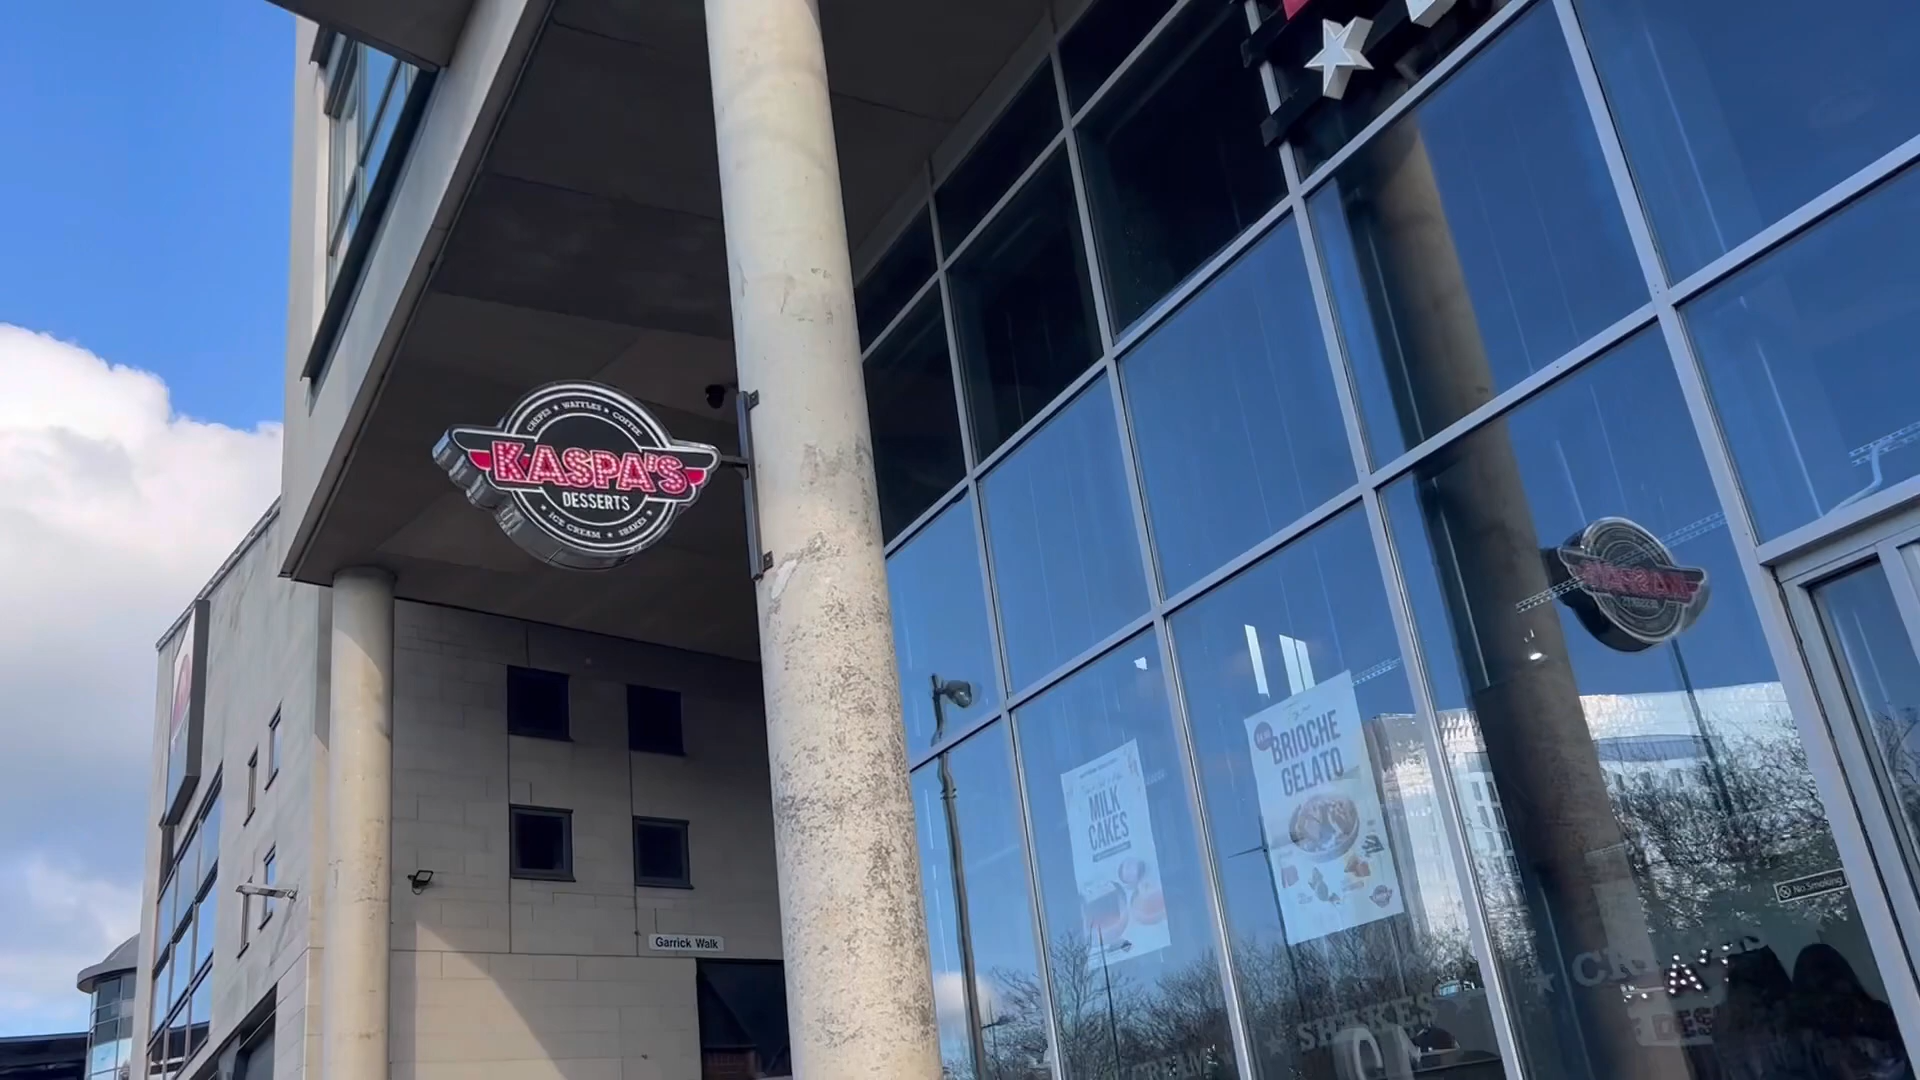 CREPES ★ WAFFLES ★ COFFEE
KASPA'S
DESSERTS
★ ICE CREAM ★ SHAKES ★
Garrick Walk
MILK
CAKES
BRIOCHE
GELATO
No Smoking
SHAKES